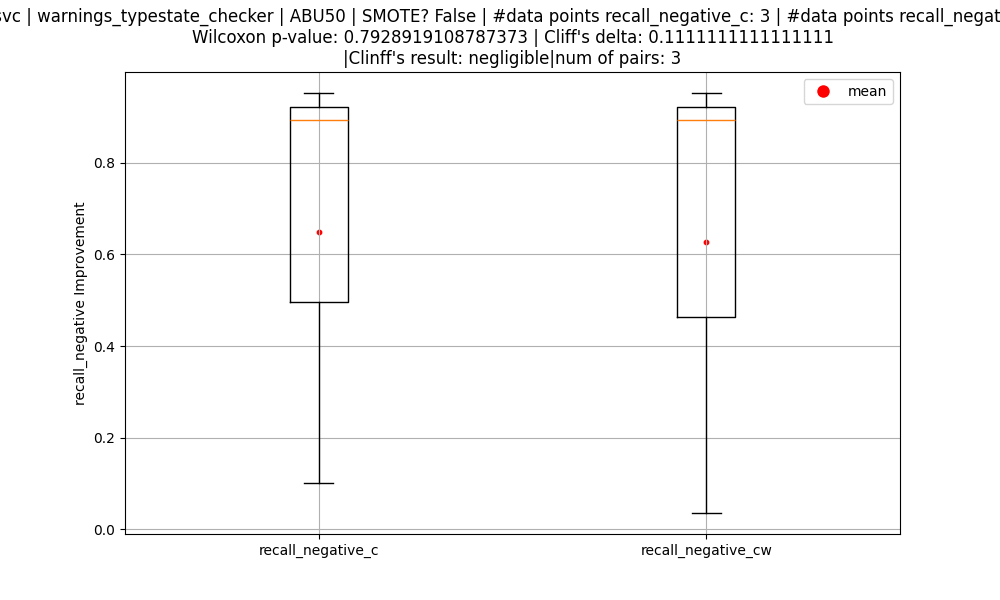 svc | warnings_typestate_checker | ABU50 | SMOTE? False | #data points recall_negative_c: 3 | #data points
Wilcoxon p-value: 0.7928919108787373 | Cliff's delta: 0.1111111111111111
|Clinff's result: negligible|num of pairs: 3
mean
0.8
0.6
0.4
0.2
0.0
recall_negative Improvement
recall_negative_c
recall_negative_cw